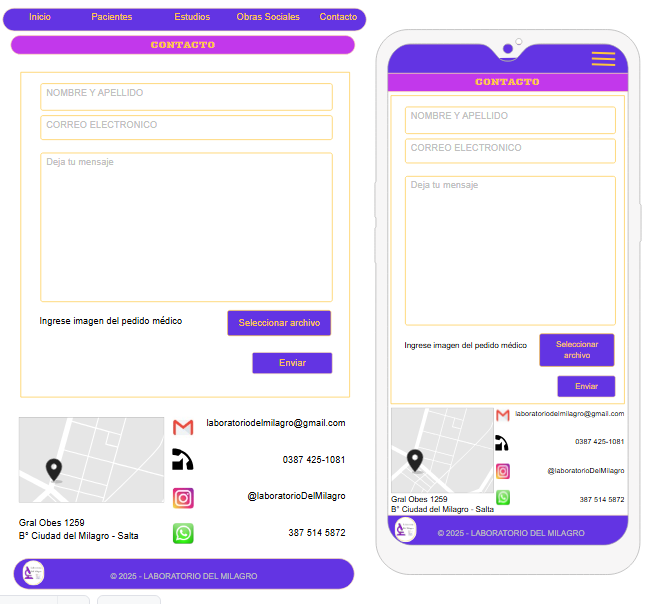 Inicio Pacientes Estudios Obras Sociales Contacto
CONTACTO
NOMBRE Y APELLIDO
CORREO ELECTRONICO
Deja tu mensaje
Ingrese imagen del pedido médico
Seleccionar archivo
Enviar
laboratoriodelmilagro@gmail.com
0387 425-1081
@laboratorioDelMilagro
387 514 5872
Gral Obes 1259
B° Ciudad del Milagro - Salta
© 2025 - LABORATORIO DEL MILAGRO
CONTACTO
NOMBRE Y APELLIDO
CORREO ELECTRONICO
Deja tu mensaje
Ingrese imagen del pedido médico
Seleccionar
archivo
Enviar
laboratoriodelmilagro@gmail.com
0387 425-1081
@laboratorioDelMilagro
387 514 5872
Gral Obes 1259
B° Ciudad del Milagro - Salta
© 2025 - LABORATORIO DEL MILAGRO